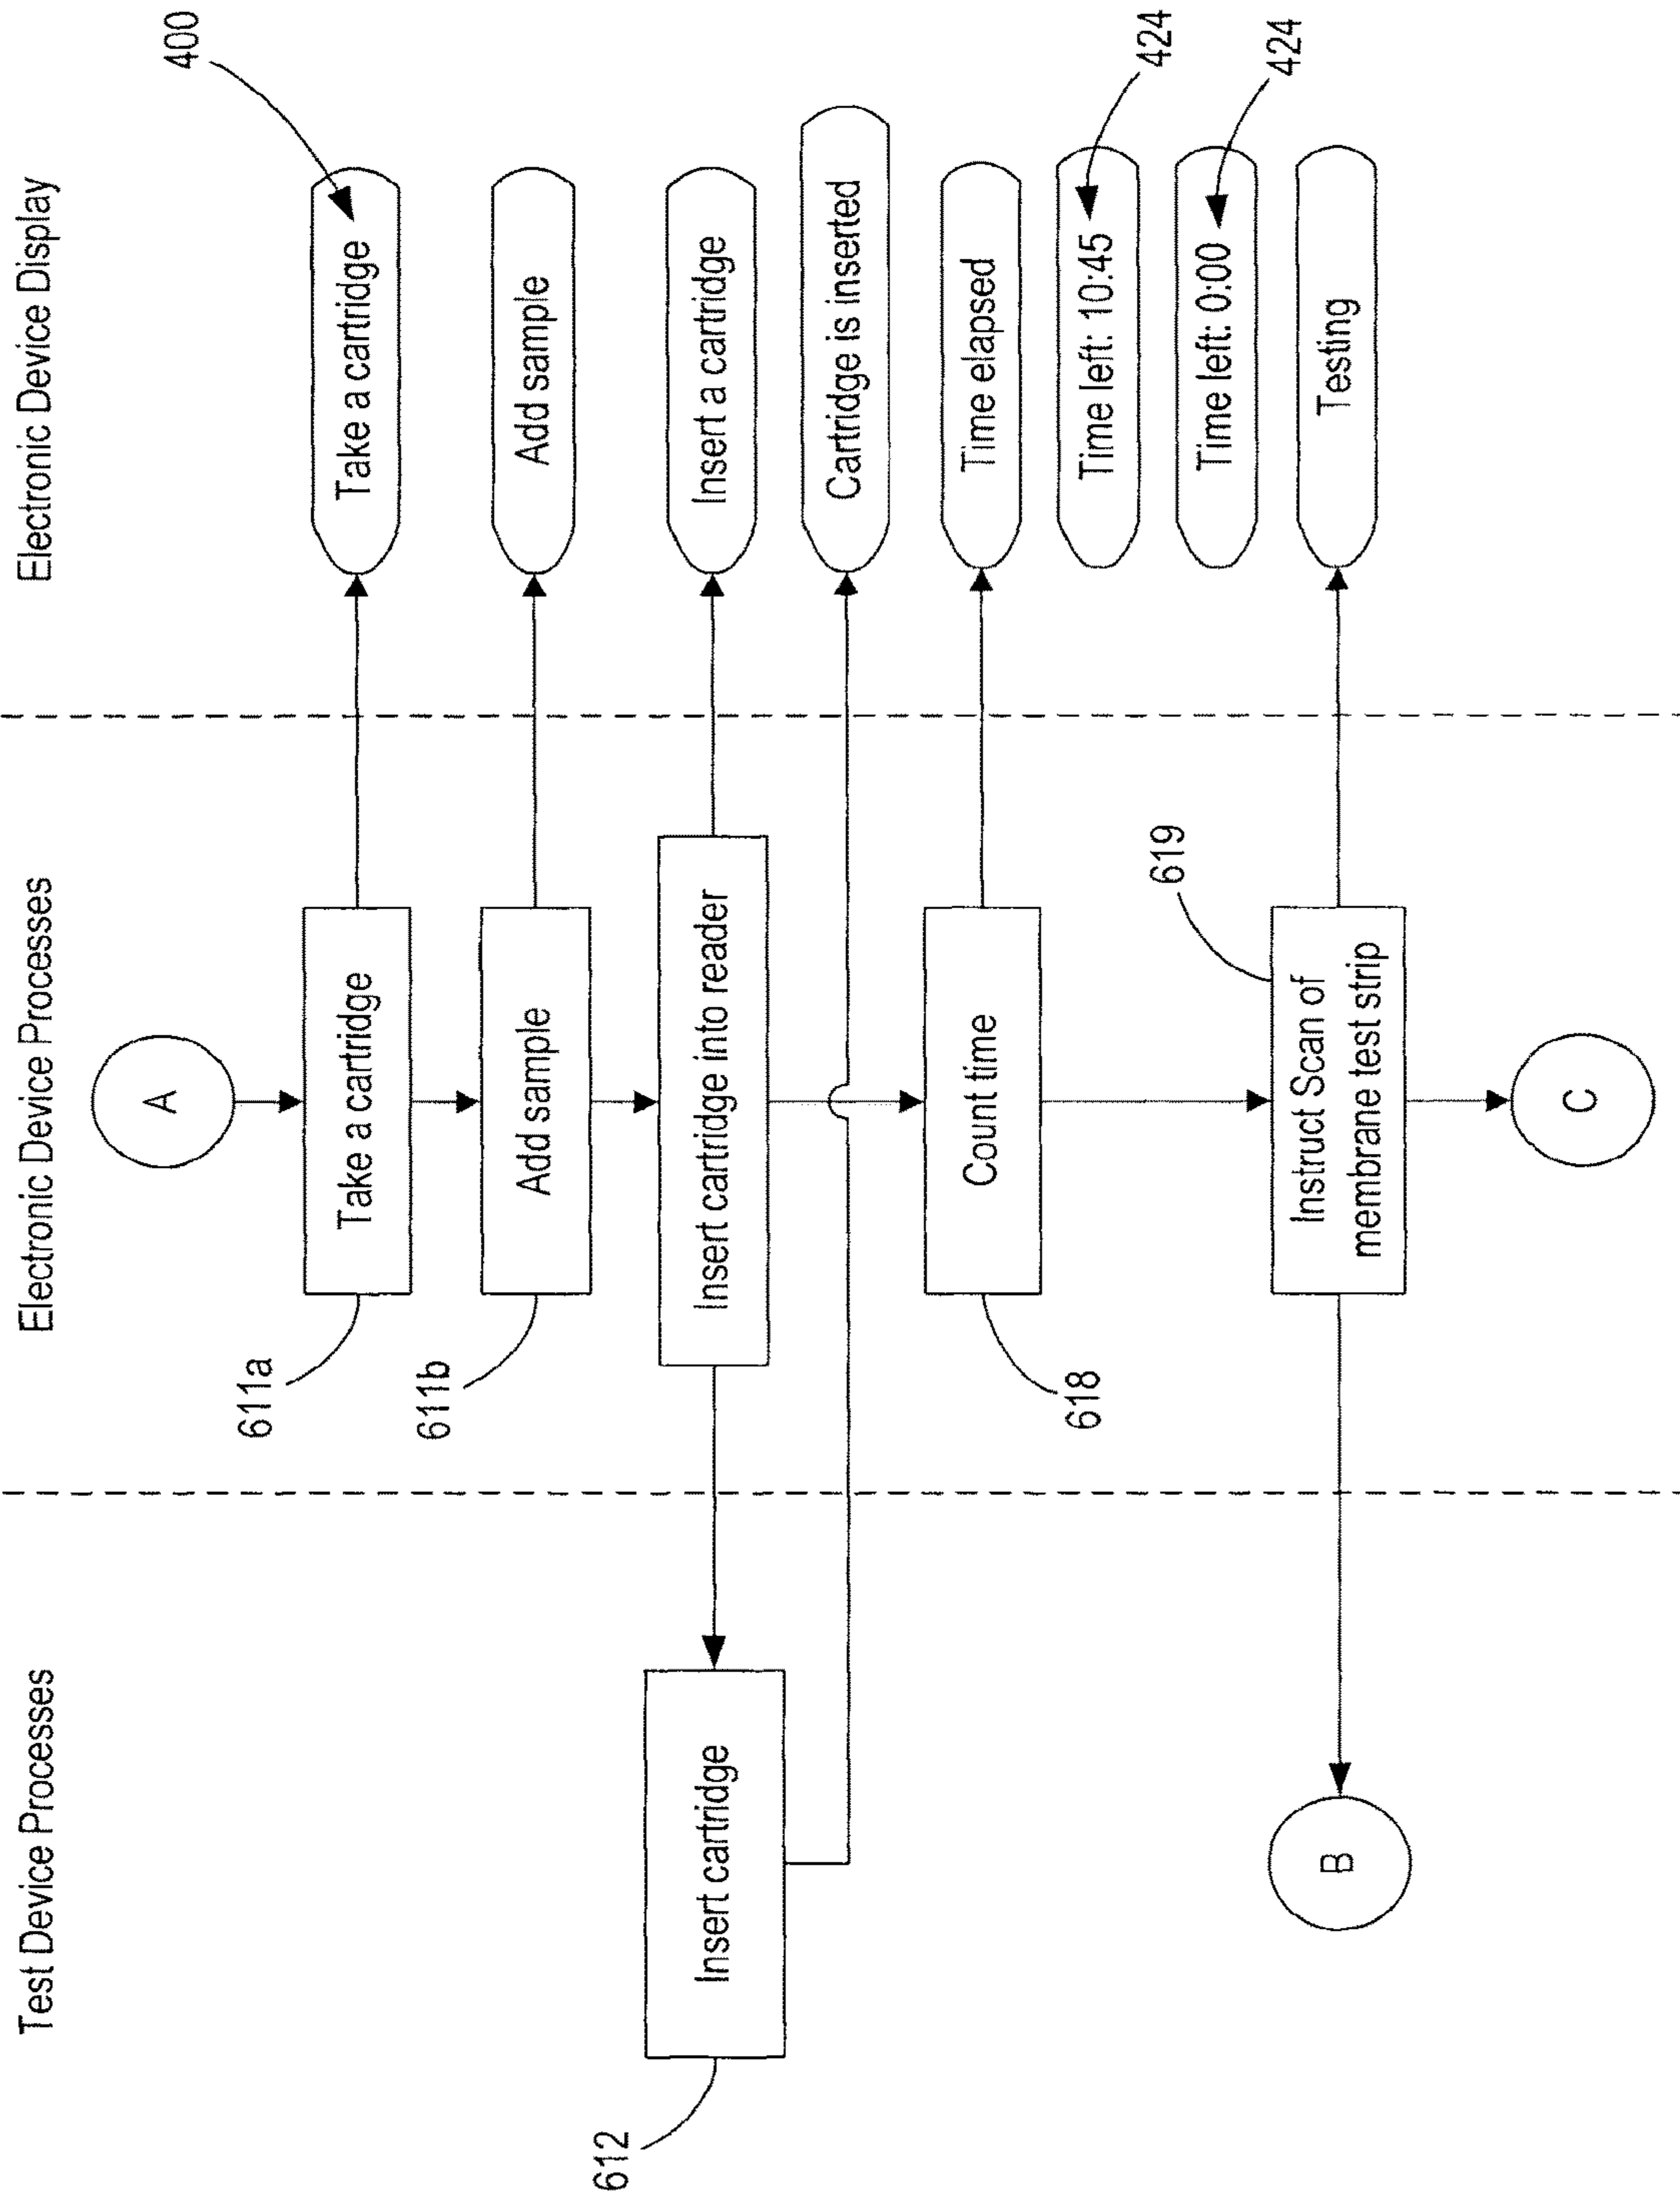 Test Device Processes
Electronic Device Processes
Electronic Device Display
A
400
611a
Take a cartridge
Take a cartridge
611b
Add sample
Add sample
612
Insert cartridge
Insert cartridge into reader
Insert a cartridge
Cartridge is inserted
618
Count time
Time elapsed
Time left: 10:45
424
Time left: 0:00
424
619
B
Instruct Scan of
membrane test strip
Testing
C